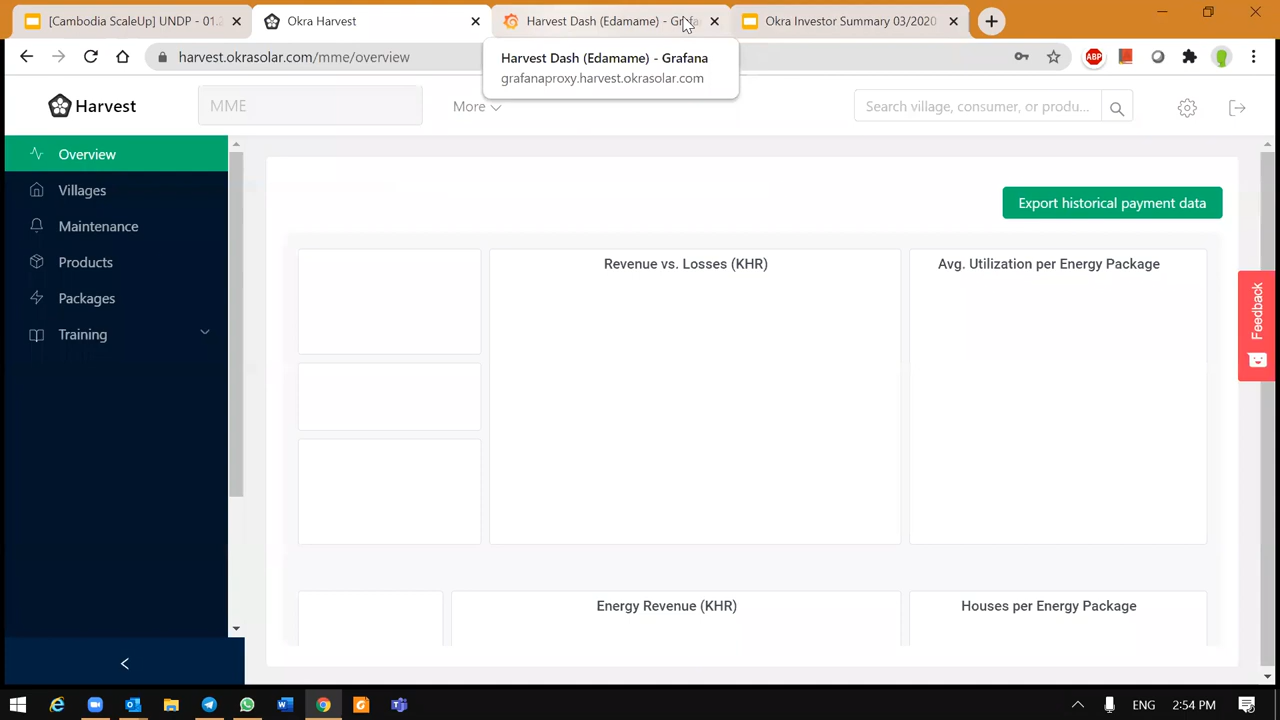 [Cambodia ScaleUp] UNDP - 01.2
Okra Harvest
Harvest Dash (Edamame) - Grafa
Okra Investor Summary 03/2020
harvest.okrasolar.com/mme/overview
Harvest Dash (Edamame) - Grafana
grafanaproxy.harvest.okrasolar.com
ABP
Harvest
MME
More
Search village, consumer, or produ...
Overview
Villages
Maintenance
Products
Packages
Training
Export historical payment data
Revenue vs. Losses (KHR)
Avg. Utilization per Energy Package
Energy Revenue (KHR)
Houses per Energy Package
Feedback
ENG
2:54 PM